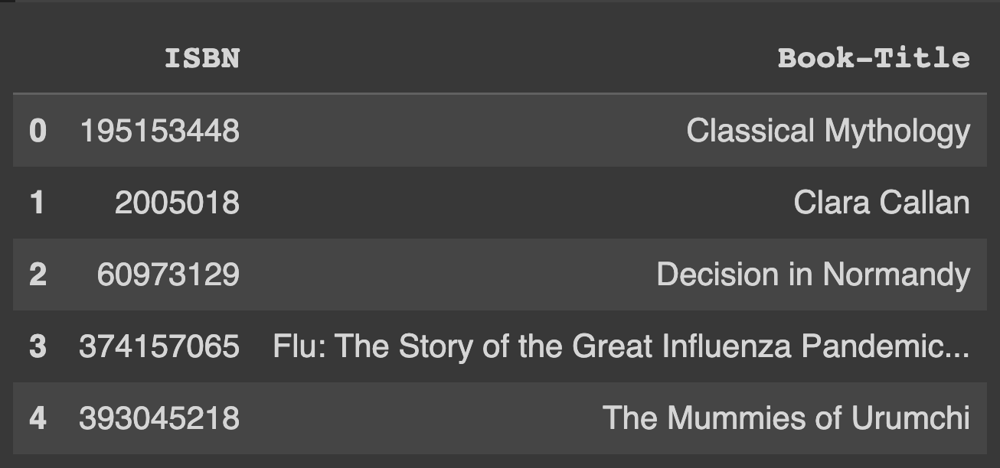 ISBN Book-Title
0 195153448 Classical Mythology
1 2005018 Clara Callan
2 60973129 Decision in Normandy
3 374157065 Flu: The Story of the Great Influenza Pandemic...
4 393045218 The Mummies of Urumchi